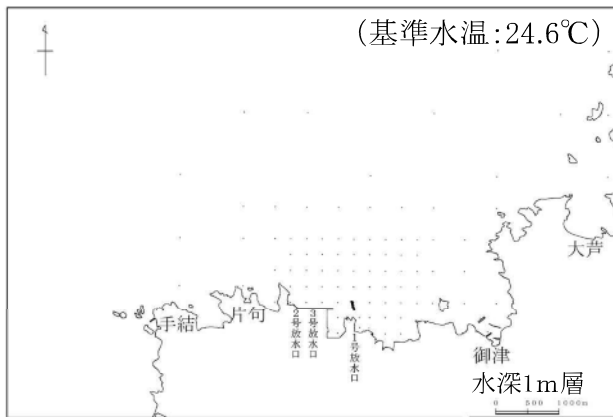 (基準水温:24.6℃)
大芦
手結
片句
2号放水口
3号放水口
1号放水口
御津
水深1m層
0 500 1000m